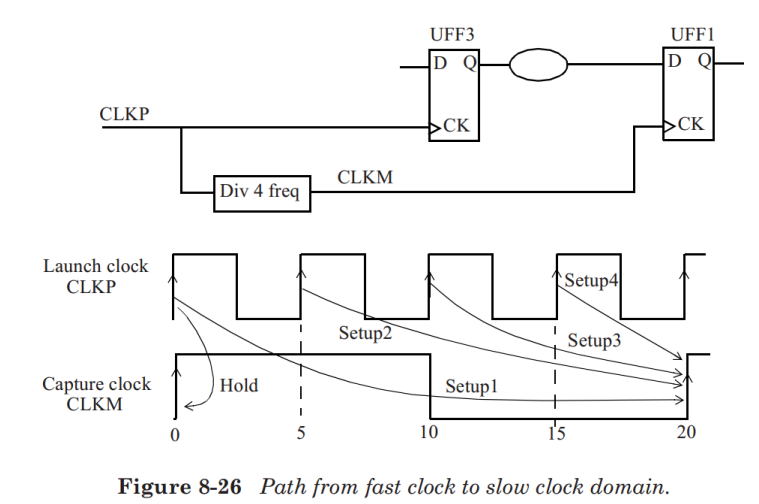 UFF3
UFF1
D Q
D Q
CLKP
CK
CK
Div 4 freq
CLKM
Launch clock
CLKP
Setup4
Setup2
Setup3
Capture clock
CLKM
Hold
Setup1
0 5 10 15 20
Figure 8-26 Path from fast clock to slow clock domain.